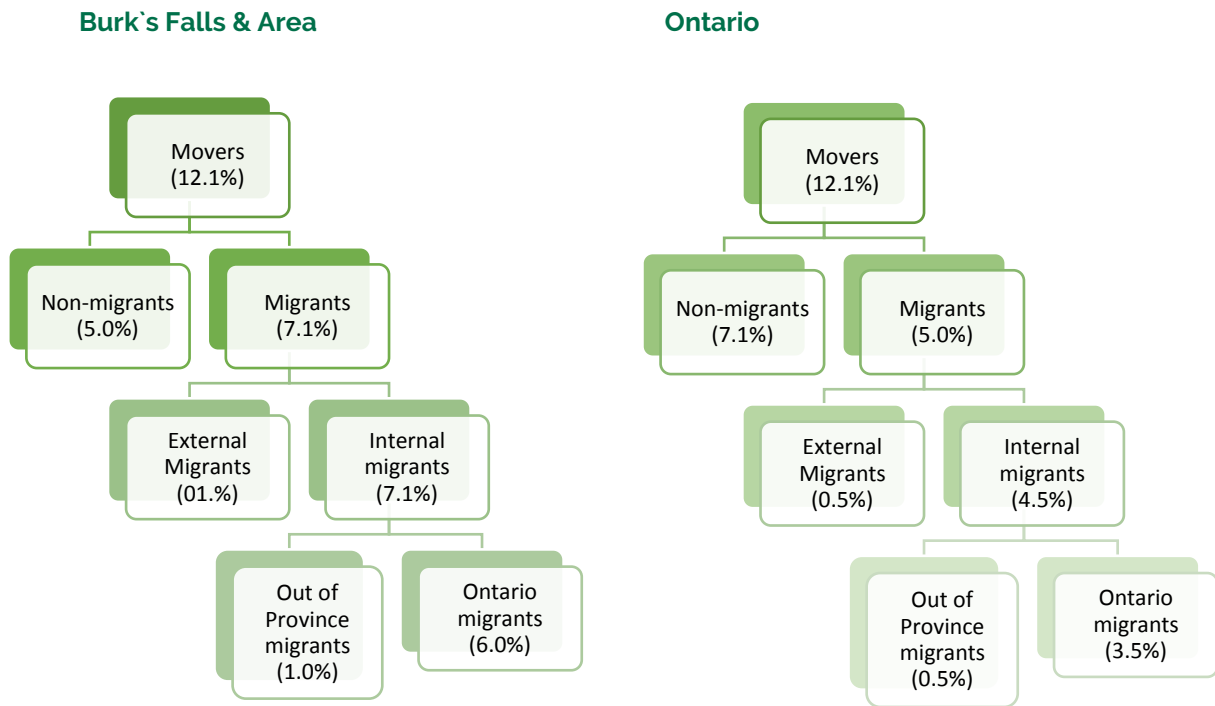 Burk`s Falls & Area
Movers
(12.1%)
Non-migrants
(5.0%)
Migrants
(7.1%)
External
Migrants
(01.%)
Internal
migrants
(7.1%)
Out of
Province
migrants
(1.0%)
Ontario
migrants
(6.0%)
Ontario
Movers
(12.1%)
Non-migrants
(7.1%)
Migrants
(5.0%)
External
Migrants
(0.5%)
Internal
migrants
(4.5%)
Out of
Province
migrants
(0.5%)
Ontario
migrants
(3.5%)